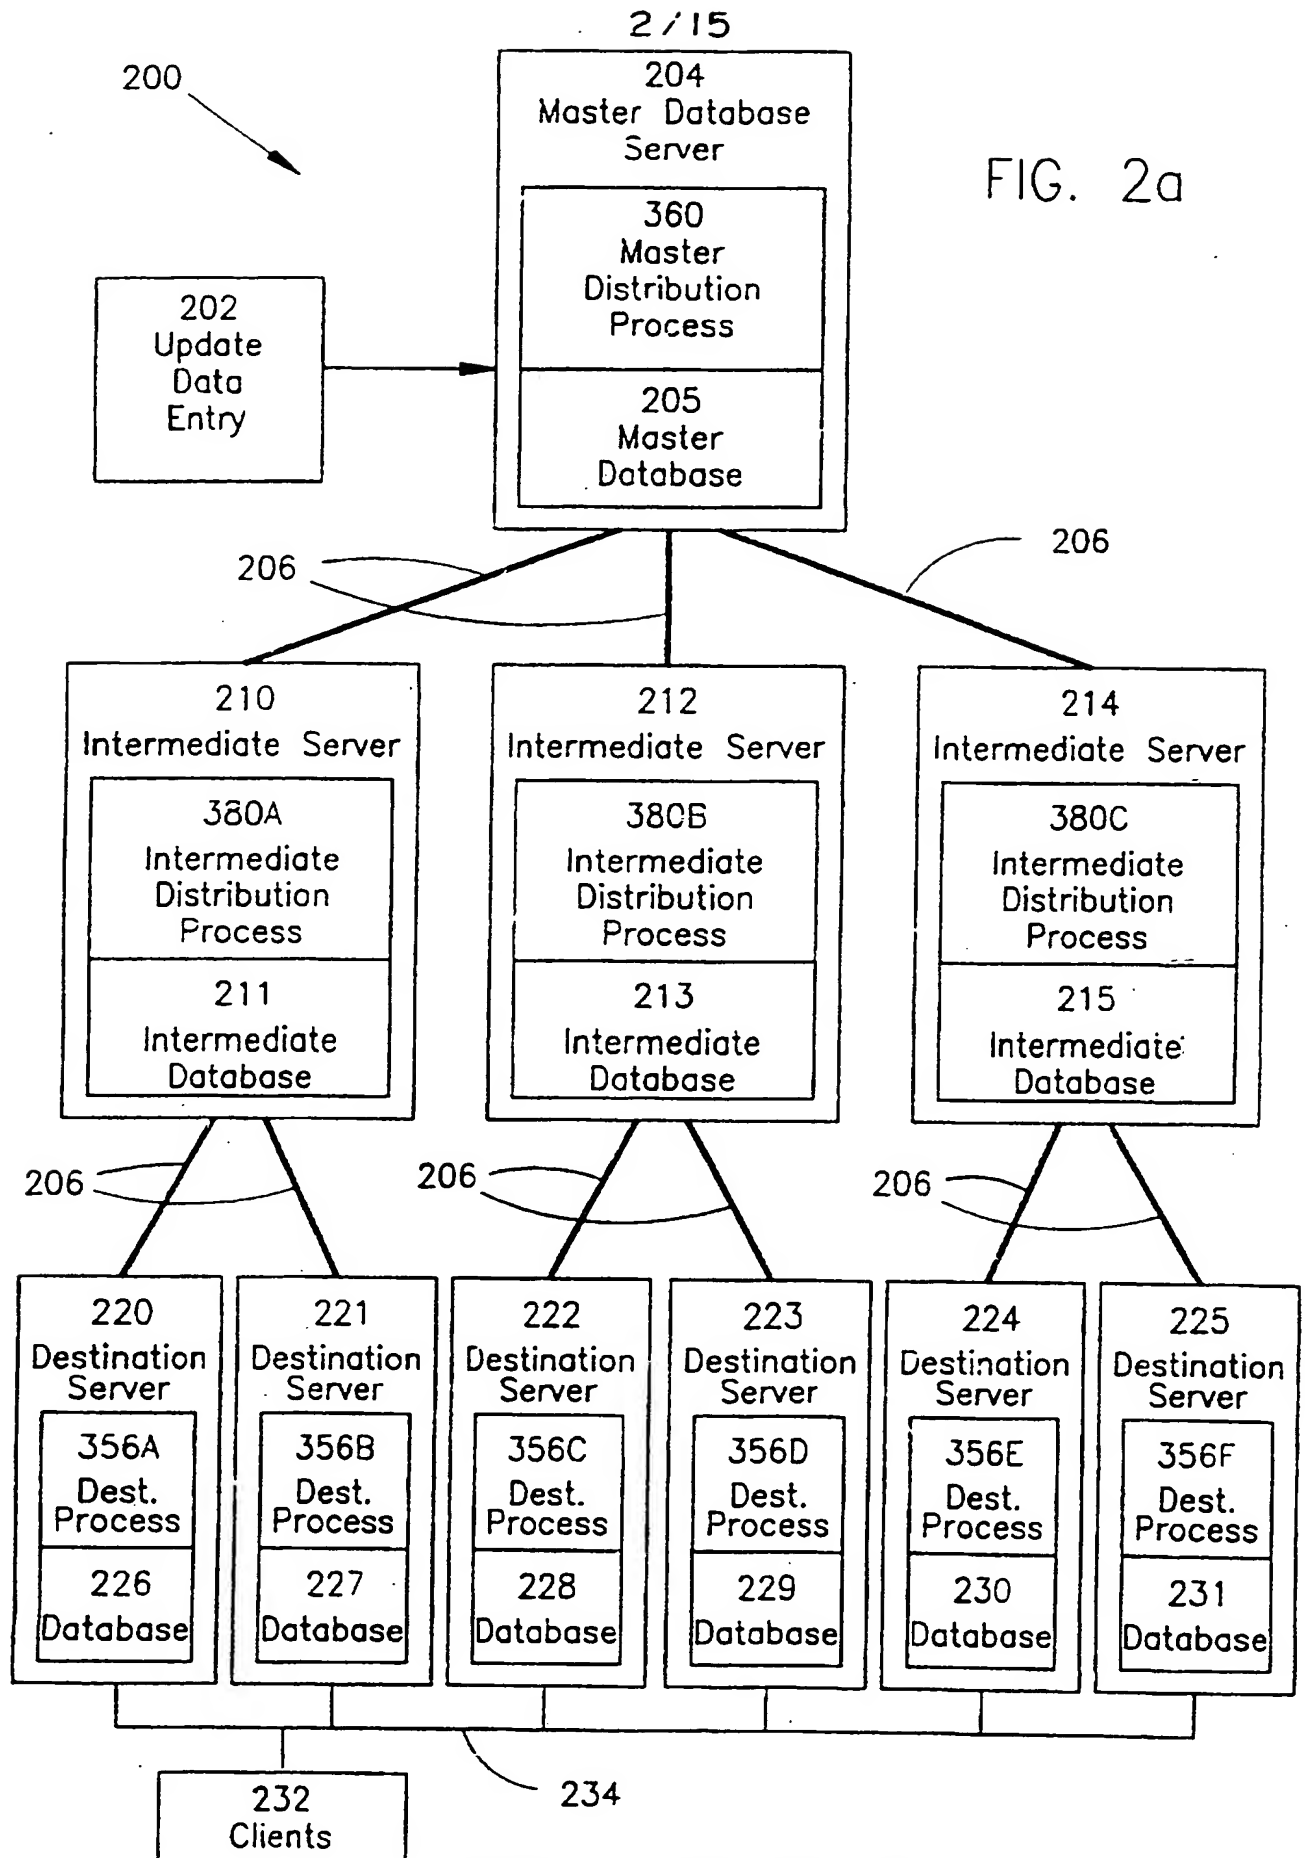 2/15
200
204
Master Database
Server
FIG. 2a
360
Master
Distribution
Process
202
Update
Data
Entry
205
Master
Database
206
206
210
Intermediate Server
380A
Intermediate
Distribution
Process
211
Intermediate
Database
212
Intermediate Server
380B
Intermediate
Distribution
Process
213
Intermediate
Database
214
Intermediate Server
380C
Intermediate
Distribution
Process
215
Intermediate
Database
206
206
206
220
Destination
Server
356A
Dest.
Process
226
Database
221
Destination
Server
356B
Dest.
Process
227
Database
222
Destination
Server
356C
Dest.
Process
228
Database
223
Destination
Server
356D
Dest.
Process
229
Database
224
Destination
Server
356E
Dest.
Process
230
Database
225
Destination
Server
356F
Dest.
Process
231
Database
232
Clients
234